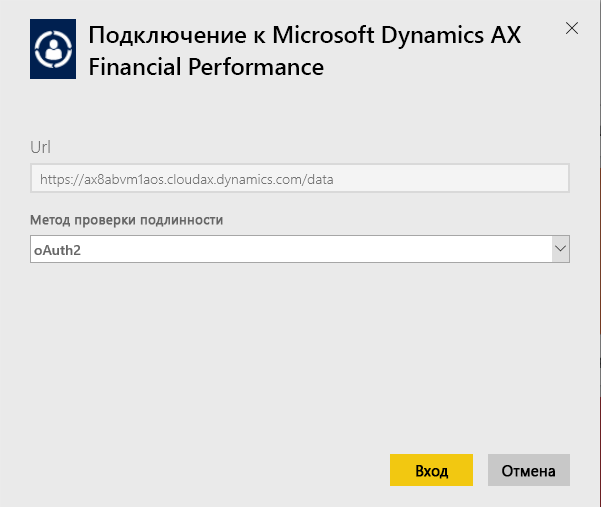 Подключение к Microsoft Dynamics AX
Financial Performance
Url
https://ax8abvm1aos.cloudax.dynamics.com/data
Метод проверки подлинности
oAuth2
Вход
Отмена